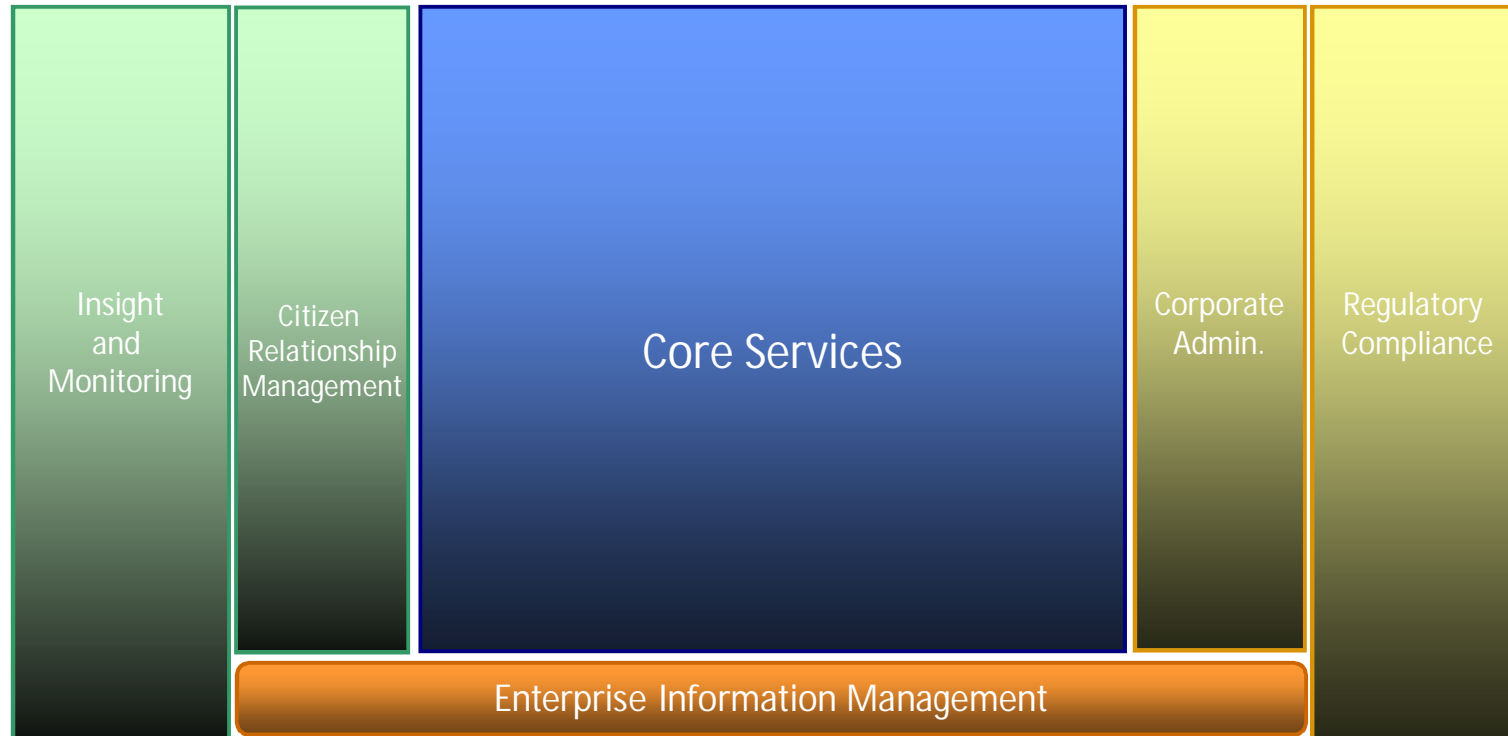 Insight
and
Monitoring
Citizen
Relationship
Management
Core Services
Corporate
Admin.
Regulatory
Compliance
Enterprise Information Management